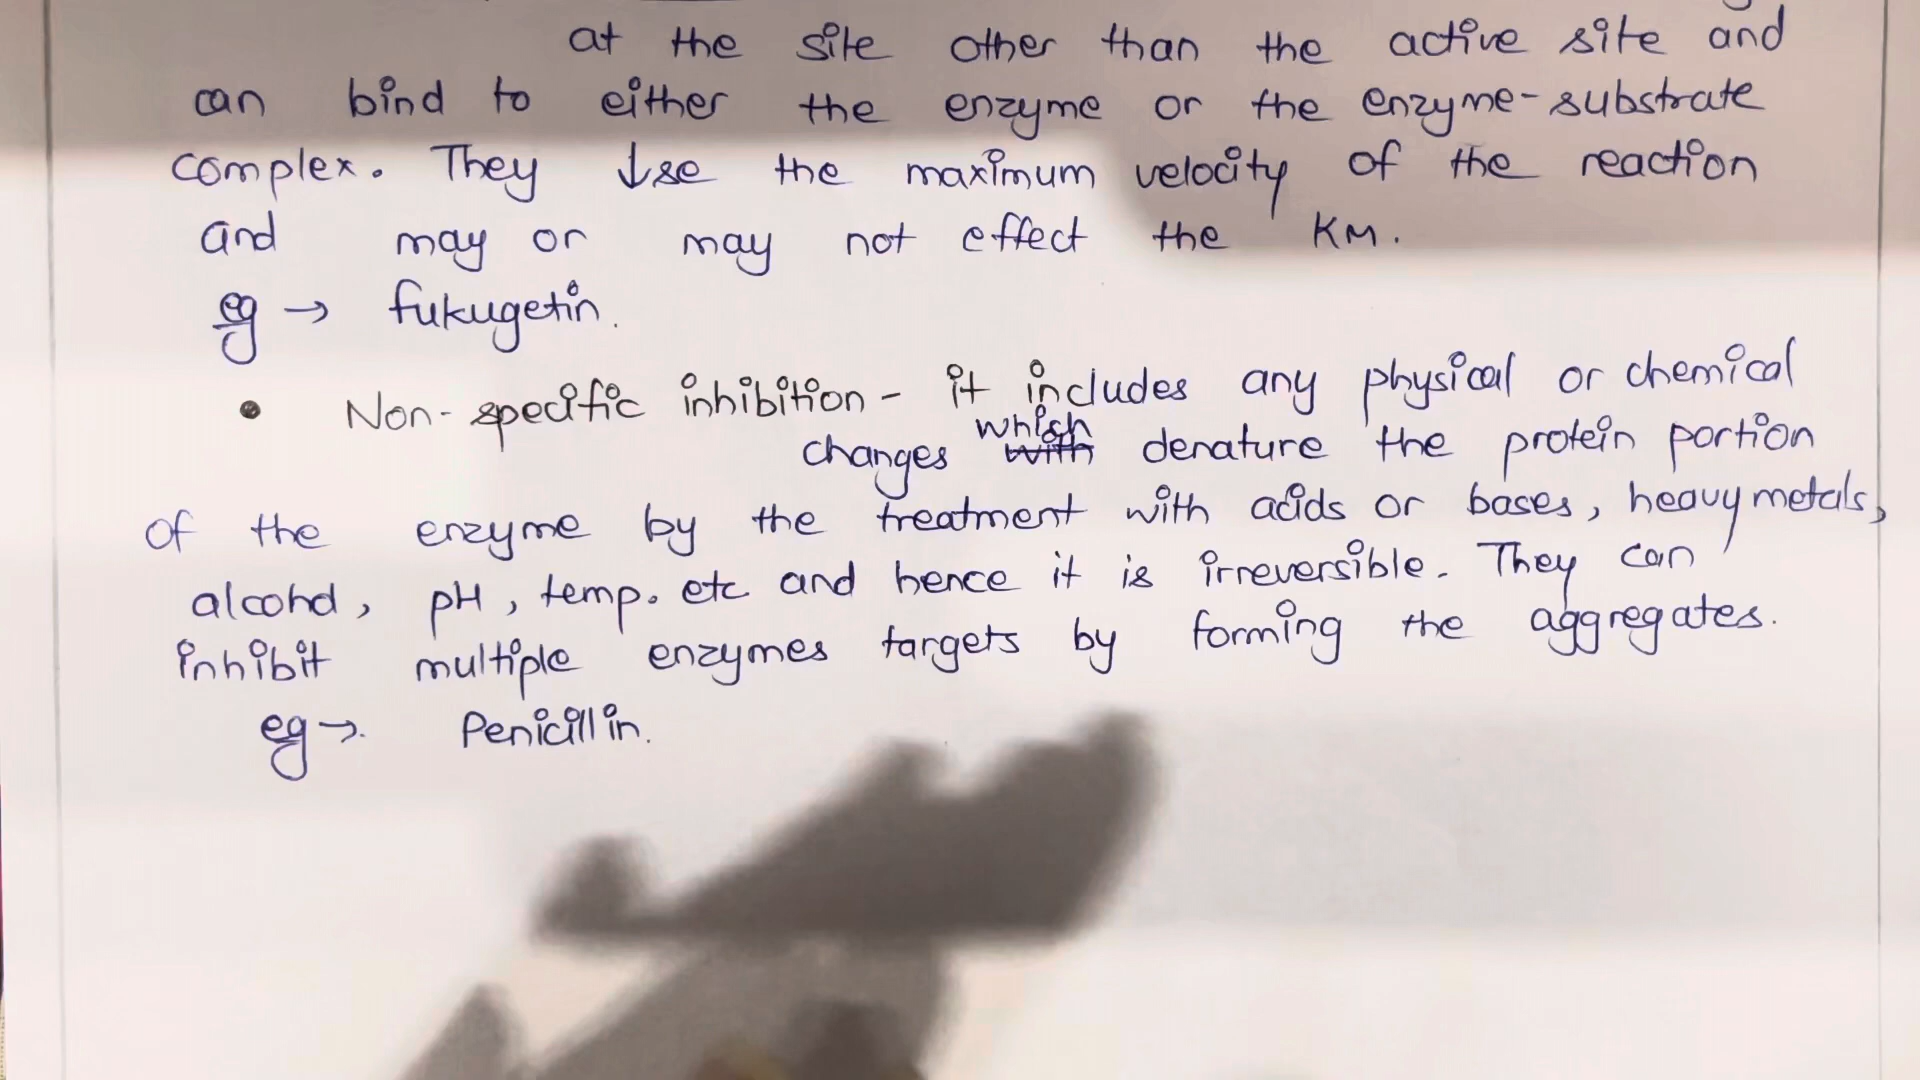 at the site other than the active site and
can bind to either the enzyme or the enzyme-substrate
complex. They ↓se the maximum velocity of the reaction
and may or may not effect the KM.
eg → fukugetin.
• Non-specific inhibition - it includes any physical or chemical
changes which denature the protein portion
of the enzyme by the treatment with acids or bases, heavy metals,
alcohol, pH, temp. etc and hence it is irreversible. They can
inhibit multiple enzymes targets by forming the aggregates.
eg →. Penicillin.